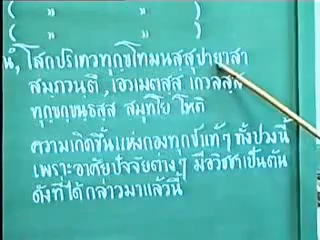 ( " " )
( " " )
นํ, โสกปริเทวทุกฺขโทมนสฺสุปายาสา
สมฺภวนฺติ, เอวเมตสฺส เกวลสฺส
ทุกฺขกฺขนฺธสฺส สมุทโย โหติ
ความเกิดขึ้นแห่งกองทุกข์แท้ๆ ทั้งปวงนี้
เพราะอาศัยปัจจัยต่างๆ มีอวิชชาเป็นต้น
ดังที่ได้กล่าวมาแล้วนี้